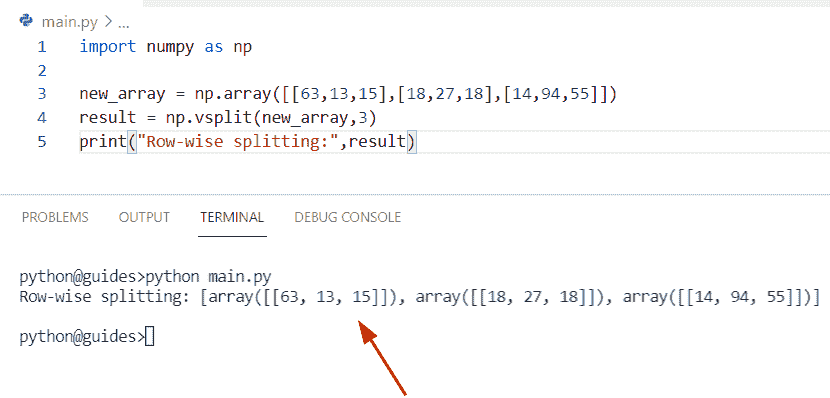 main.py > ...
1 import numpy as np
2
3 new_array = np.array([[63,13,15],[18,27,18],[14,94,55]])
4 result = np.vsplit(new_array,3)
5 print("Row-wise splitting:",result)
PROBLEMS OUTPUT TERMINAL DEBUG CONSOLE
python@guides>python main.py
Row-wise splitting: [array([[63, 13, 15]]), array([[18, 27, 18]]), array([[14, 94, 55]])]
python@guides>